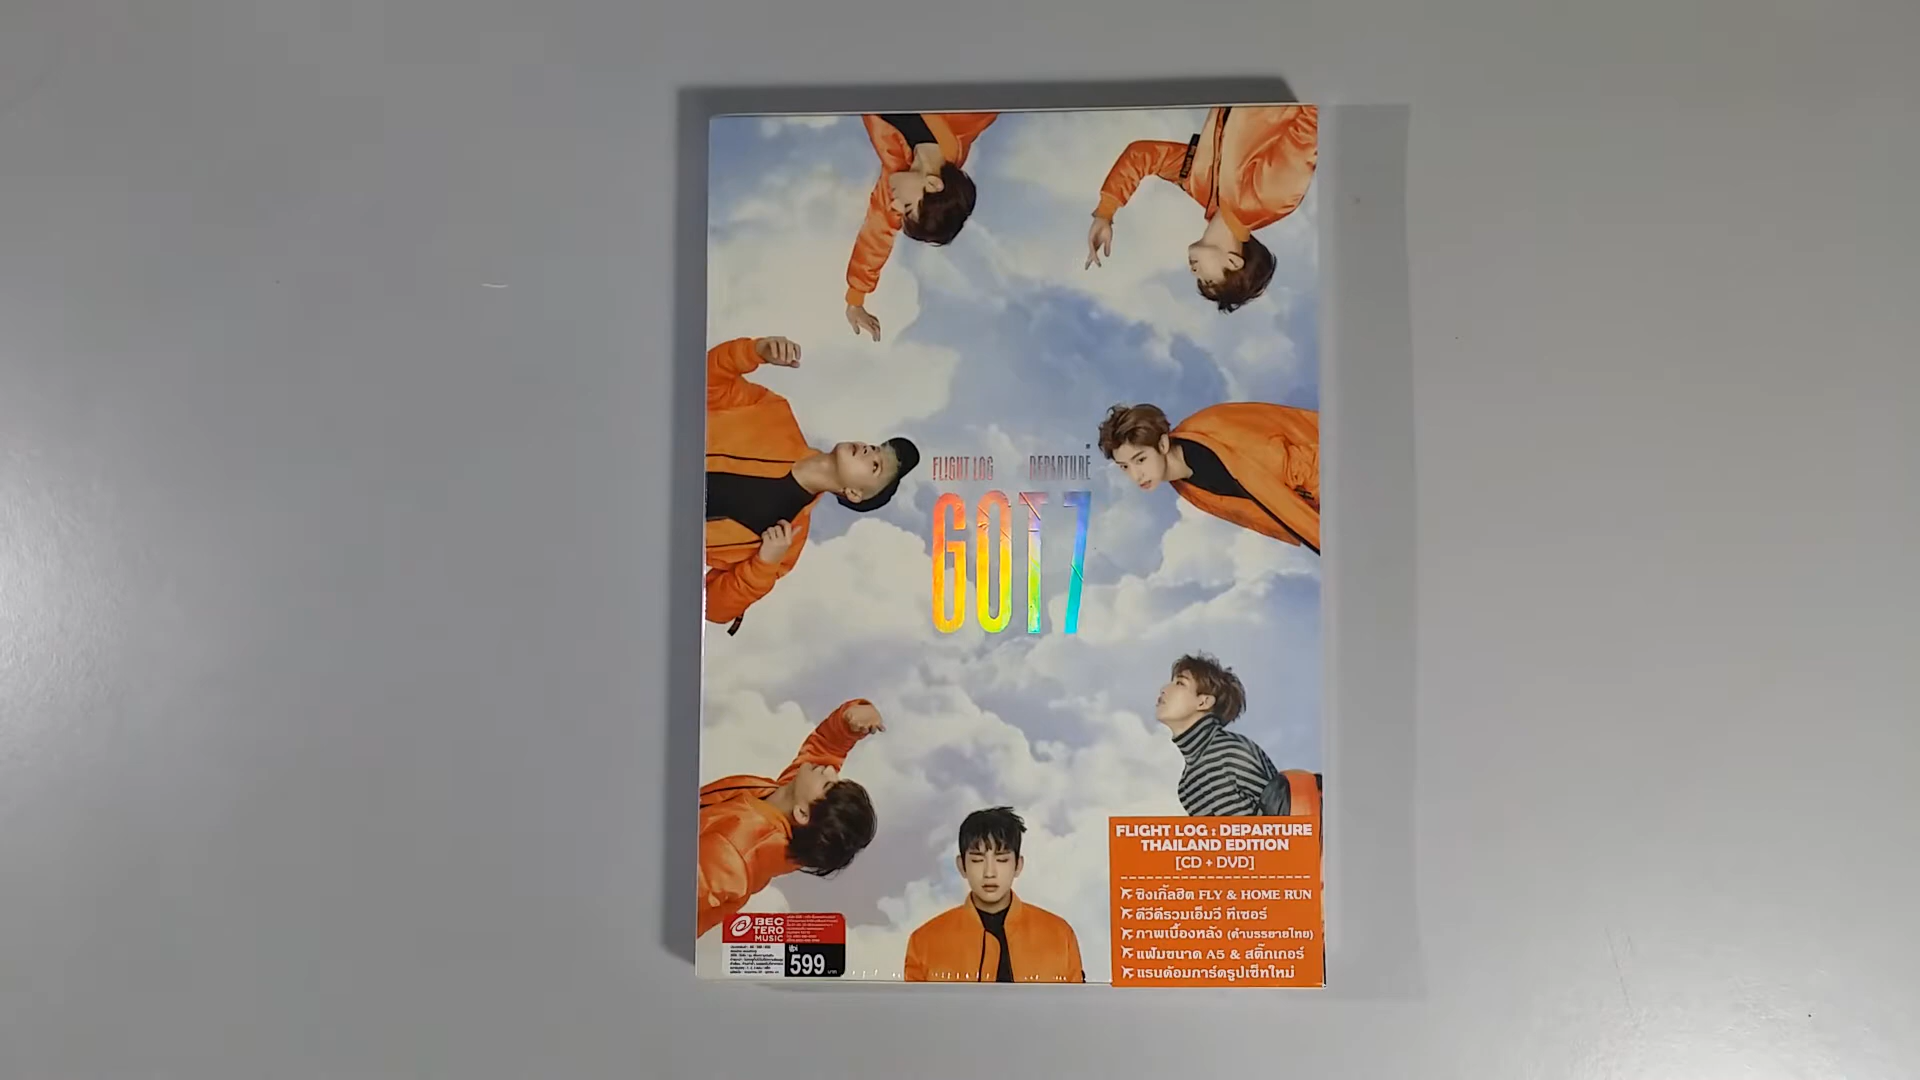 FLIGHT LOG DEPARTURE
GOT7
FLIGHT LOG : DEPARTURE
THAILAND EDITION
[CD + DVD]
ซิงเกิ้ลฮิต FLY & HOME RUN
ดีวีดีรวมเอ็มวี ทีเซอร์
ภาพเบื้องหลัง (คำบรรยายไทย)
แฟ้มขนาด A5 & สติ๊กเกอร์
แรนด้อมการ์ดรูปเซ็ทใหม่
BEC
TERO
MUSIC
599
บาท